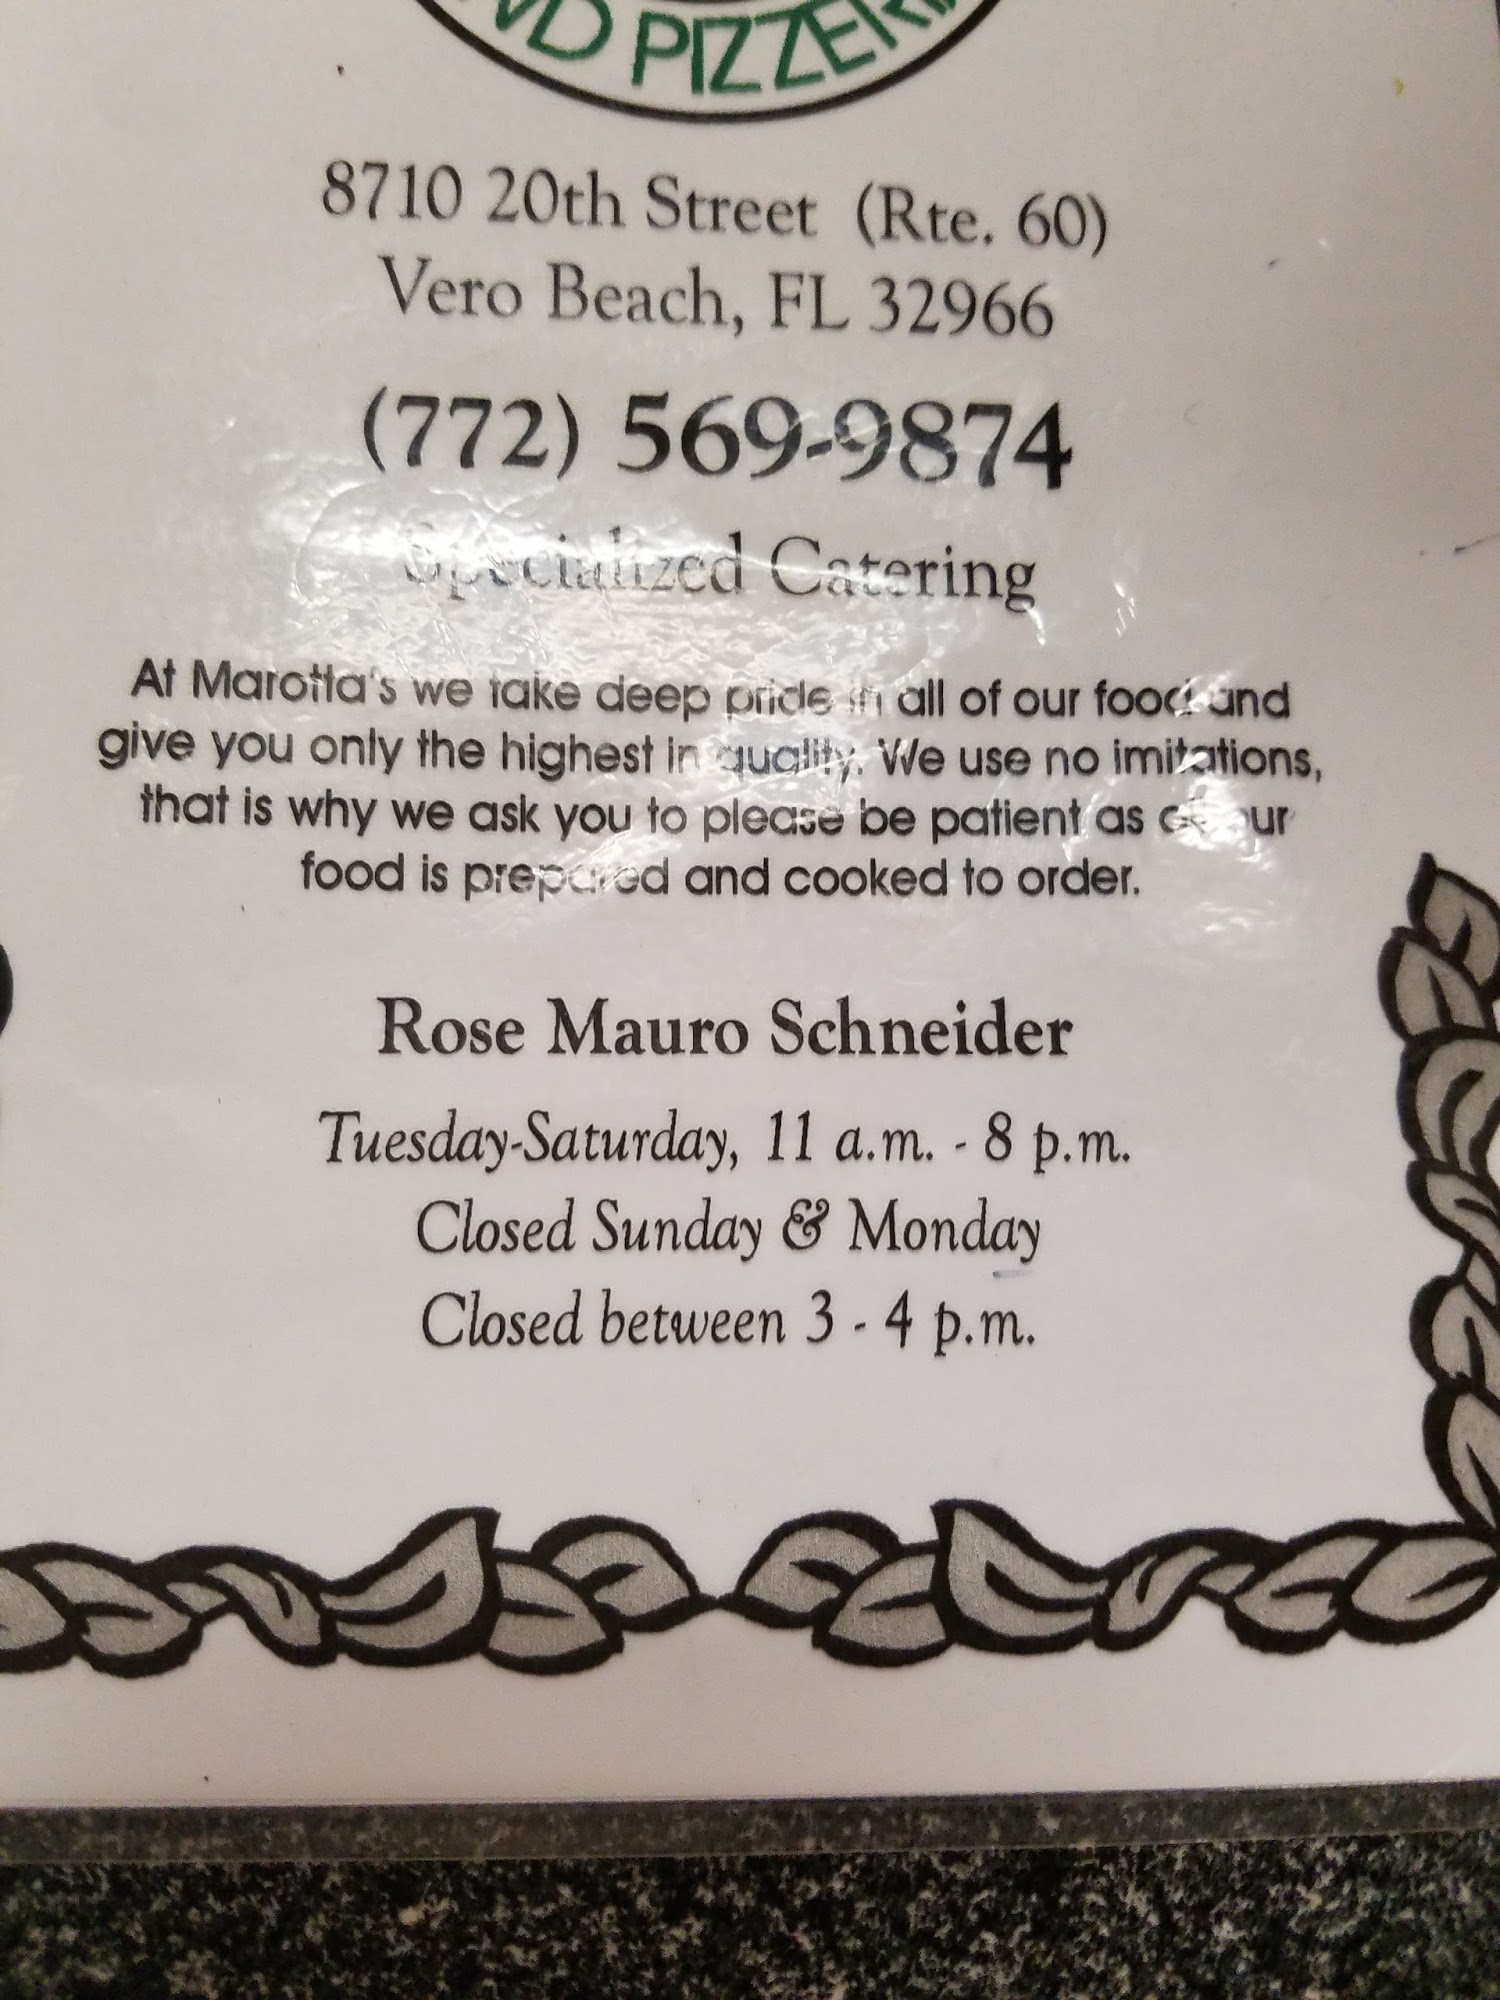 ND PIZZERI
8710 20th Street (Rte. 60)
Vero Beach, FL 32966
(772) 569-9874
Specialized Catering
At Marotta's we take deep pride in all of our food and
give you only the highest in quality. We use no imitations,
that is why we ask you to please be patient as our
food is prepared and cooked to order.
Rose Mauro Schneider
Tuesday-Saturday, 11 a.m. - 8 p.m.
Closed Sunday & Monday
Closed between 3 - 4 p.m.